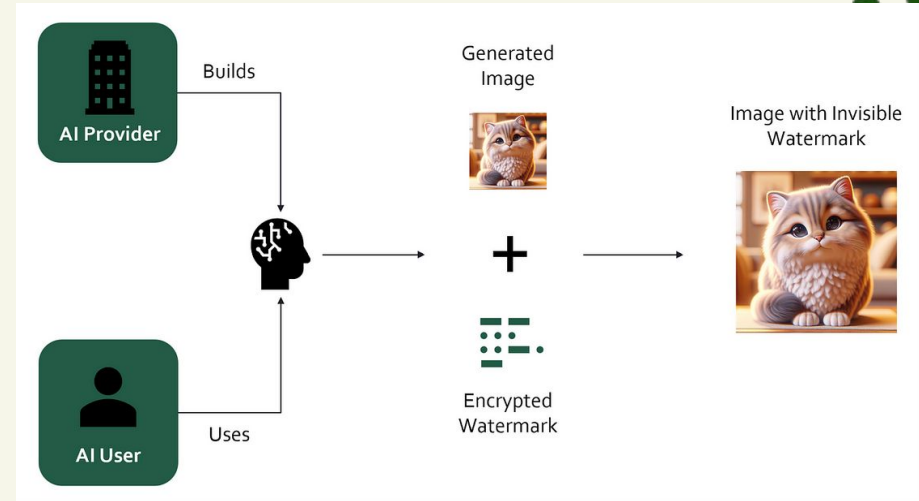 AI Provider
Builds
Generated
Image
Image with Invisible
Watermark
Encrypted
Watermark
Uses
AI User